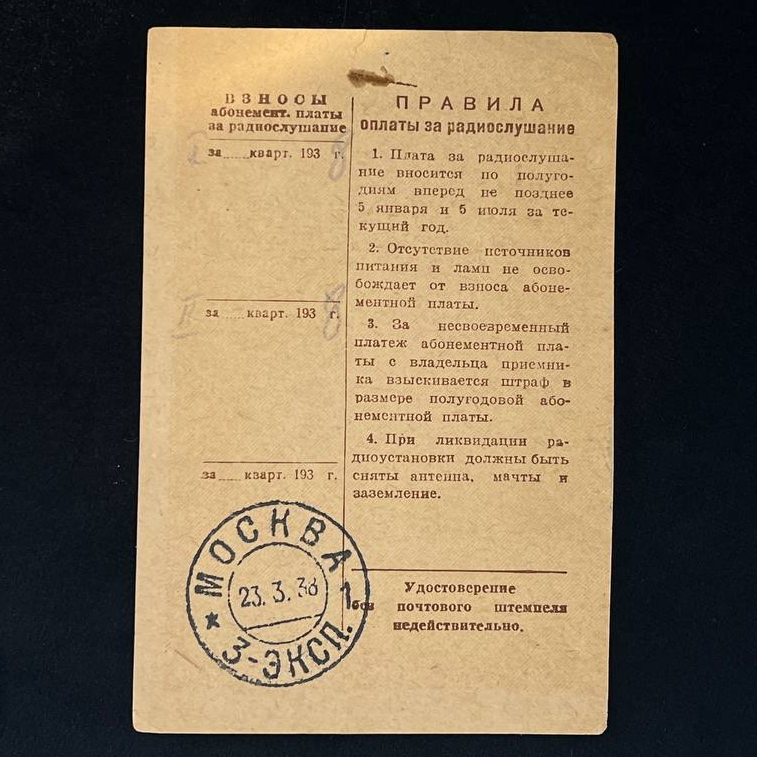 ВЗНОСЫ
абонемент. платы
за радиослушание
I за......кварт. 1938 г.
II за......кварт. 1938 г.
за......кварт. 193 г.
ПРАВИЛА
оплаты за радиослушание
1. Плата за радиослуша-
ние вносится по полуго-
диям вперед не позднее
5 января и 5 июля за те-
кущий год.
2. Отсутствие источников
питания и ламп не осво-
бождает от взноса абоне-
ментной платы.
3. За несвоевременный
платеж абонементной пла-
ты с владельца приемни-
ка взыскивается штраф в
размере полугодовой або-
нементной платы.
4. При ликвидации ра-
диоустановки должны быть
сняты антенна, мачты и
заземление.
Удостоверение
без почтового штемпеля
недействительно.
МОСКВА 1
23. 3. 38
* 3-ЭКСП.